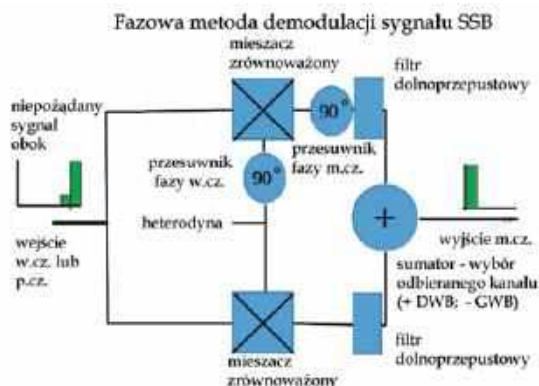 Fazowa metoda demodulacji sygnału SSB
mieszacz
zrównoważony
filtr
dolnoprzepustowy
niepożądany
sygnal
obok
90°
przesuwnik
fazy m.cz.
przesuwnik
fazy w.cz.
90°
heterodyna
+
wejście
w.cz. lub
p.cz.
wyjście m.cz.
sumator - wybór
odbieranego kanału
(+ DWB; - GWB)
mieszacz
zrównoważony
filtr
dolnoprzepustowy